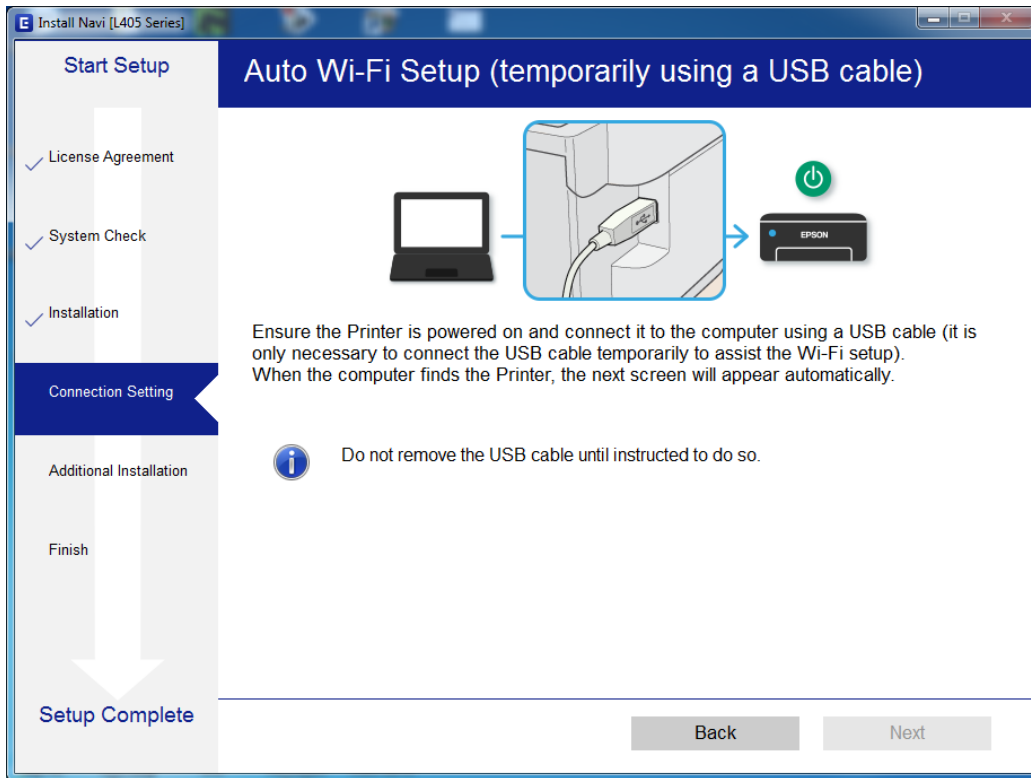 Install Navi [L405 Series]
Start Setup
Auto Wi-Fi Setup (temporarily using a USB cable)
License Agreement
System Check
EPSON
Installation
Ensure the Printer is powered on and connect it to the computer using a USB cable (it is
only necessary to connect the USB cable temporarily to assist the Wi-Fi setup).
When the computer finds the Printer, the next screen will appear automatically.
Connection Setting
Do not remove the USB cable until instructed to do so.
Additional Installation
Finish
Setup Complete
Back
Next